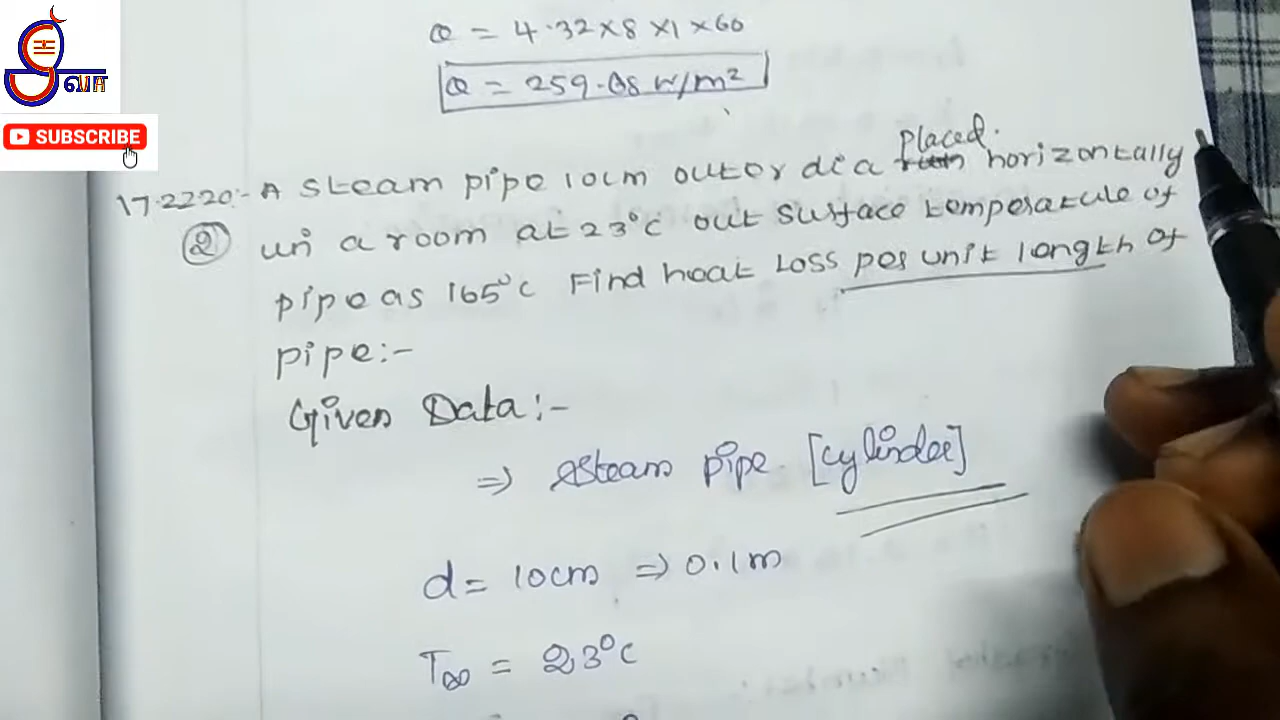 Q = 4.32 x 8 x 1 x 60
Q = 259.08 W/m²
SUBSCRIBE
placed.
17.2220:- A steam pipe 10cm outer dia horizontally
② in a room at 23°C out surface temperature of
pipe as 165°C Find heat Loss per unit length of
pipe:-
Given Data:-
⇒ Steam pipe. [cylinder]
d = 10cm ⇒ 0.1m
T∞ = 23°C